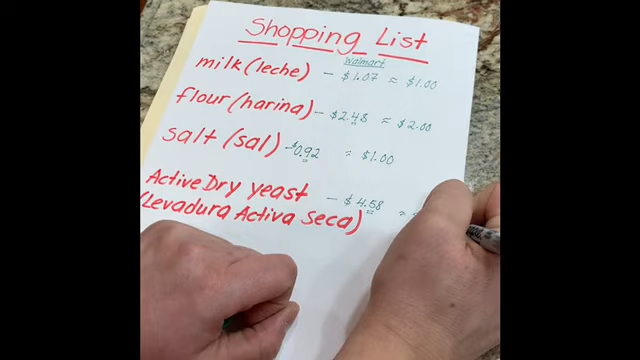 Shopping List
Walmart
milk (leche) - $1.07 ≈ $1.00
flour (harina) - $2.48 ≈ $2.00
salt (sal) - $0.92 ≈ $1.00
Active Dry yeast - $4.58 ≈
(Levadura Activa Seca)